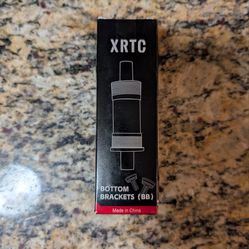 XRTC
BOTTOM
BRACKETS (BB)
Made in China